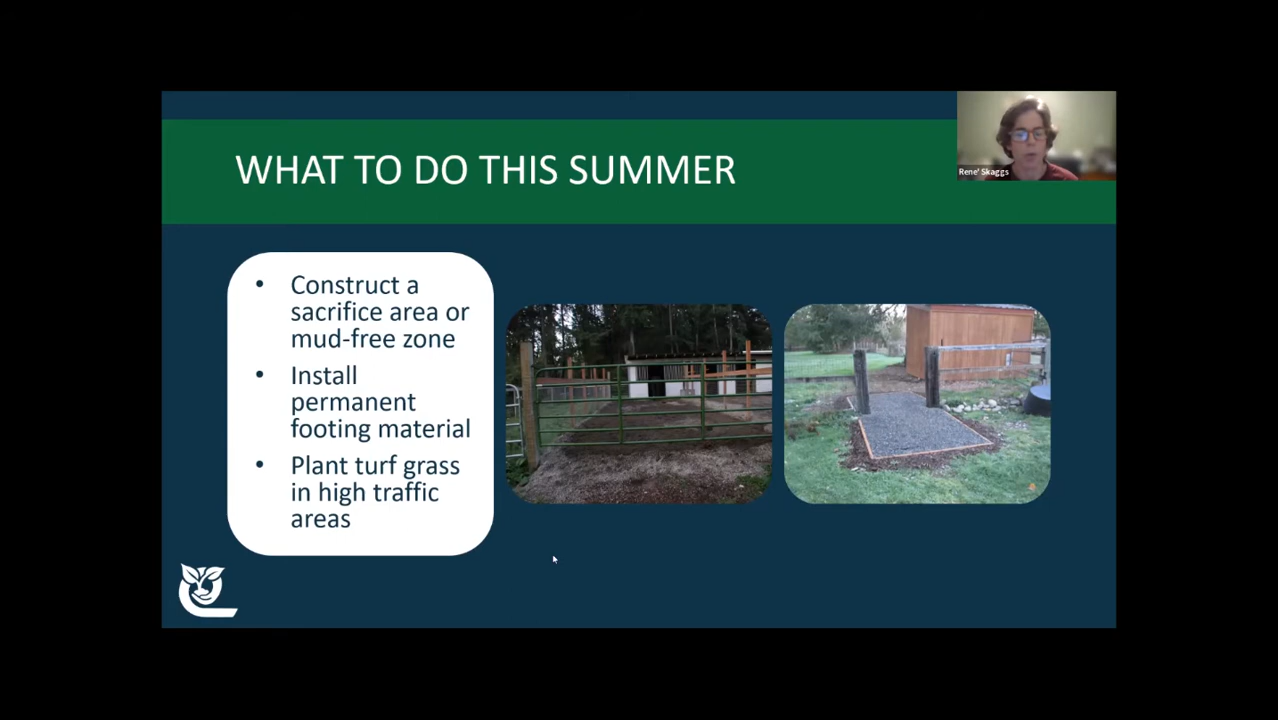 WHAT TO DO THIS SUMMER
Rene' Skaggs
• Construct a
sacrifice area or
mud-free zone
• Install
permanent
footing material
• Plant turf grass
in high traffic
areas